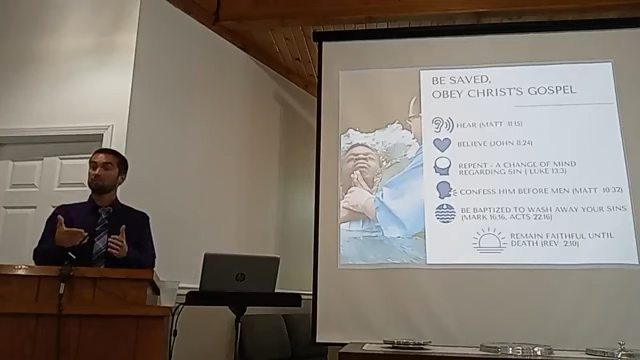 BE SAVED,
OBEY CHRIST'S GOSPEL
HEAR (MATT 11:15)
BELIEVE (JOHN 8:24)
REPENT - A CHANGE OF MIND
REGARDING SIN ( LUKE 13:3)
CONFESS HIM BEFORE MEN (MATT 10:32)
BE BAPTIZED TO WASH AWAY YOUR SINS
(MARK 16:16, ACTS 22:16)
REMAIN FAITHFUL UNTIL
DEATH (REV 2:10)
hp